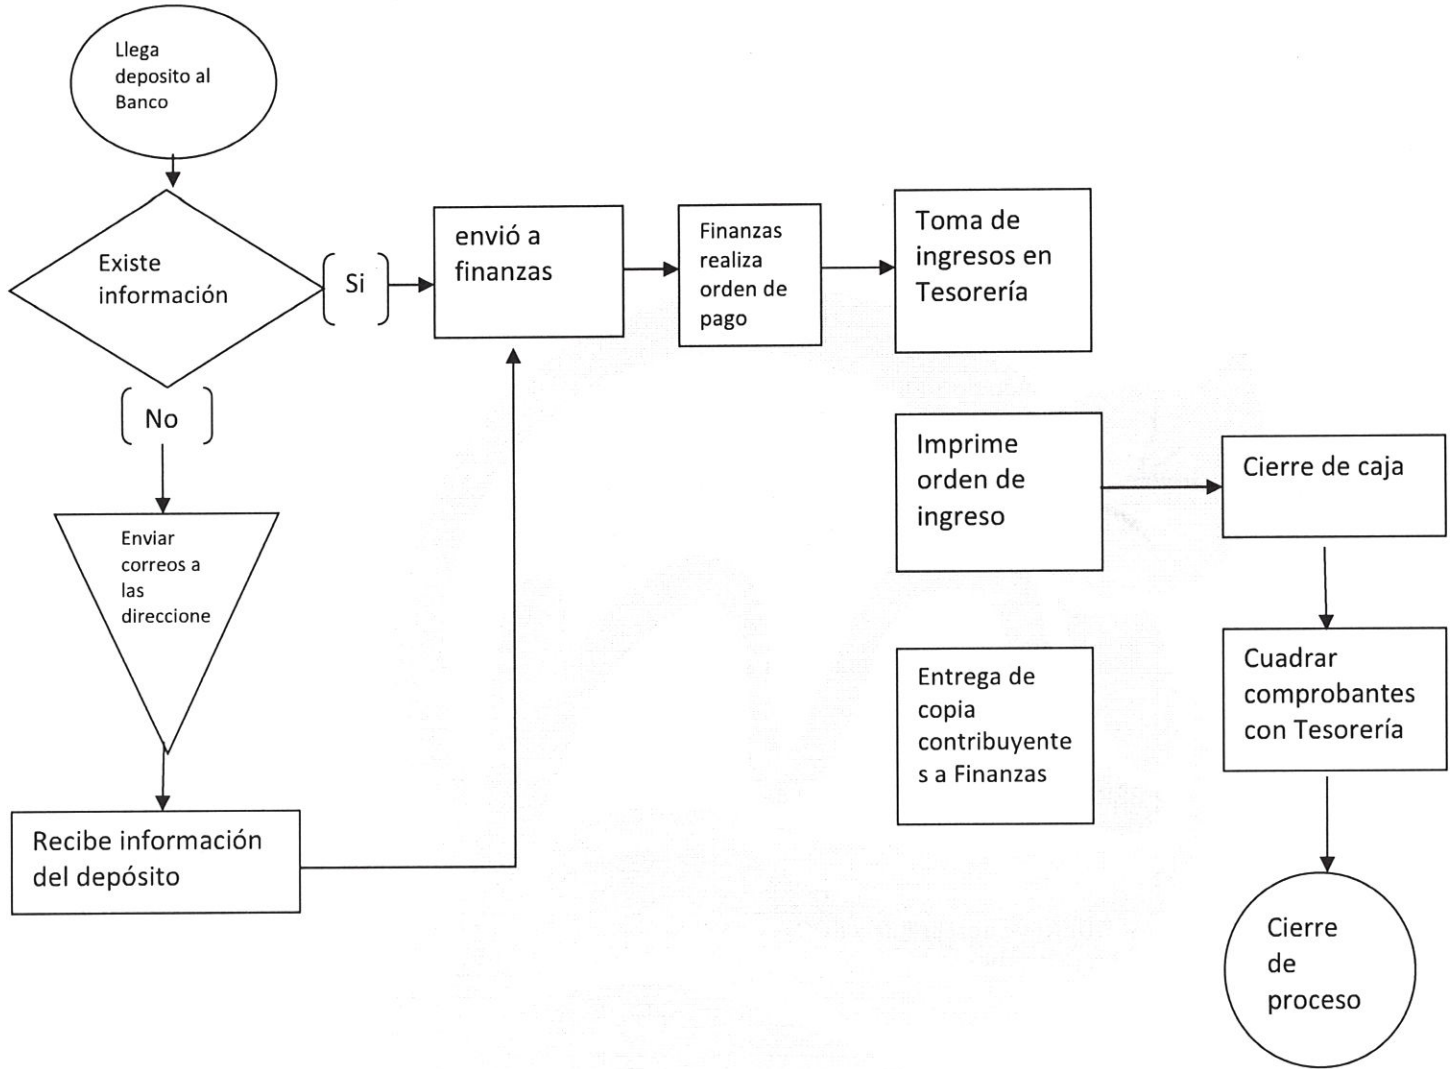 Llega
deposito al
Banco
Existe
información
Si
envió a
finanzas
Finanzas
realiza
orden de
pago
Toma de
ingresos en
Tesorería
No
Enviar
correos a
las
direccione
Recibe información
del depósito
Imprime
orden de
ingreso
Cierre de caja
Entrega de
copia
contribuyente
s a Finanzas
Cuadrar
comprobantes
con Tesorería
Cierre
de
proceso